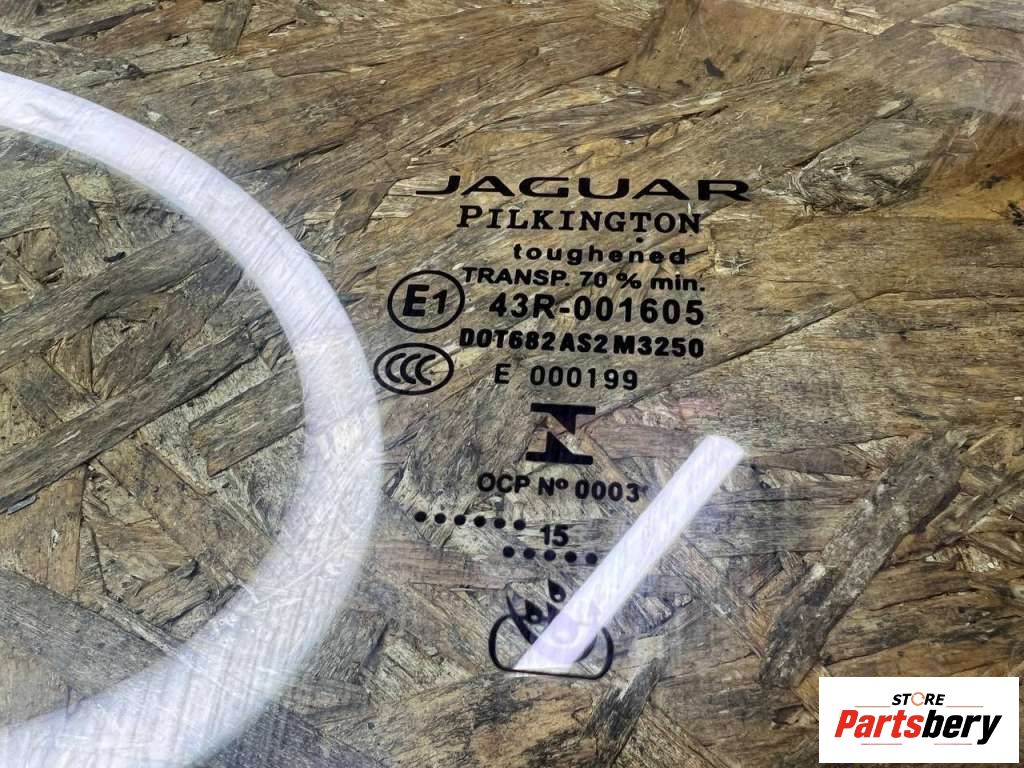 JAGUAR
PILKINGTON
toughened
TRANSP. 70 % min.
E1
43R-001605
DOT682 AS2 M3250
CCC
E 000199
OCP Nº 0003
15
STORE
Partsbery